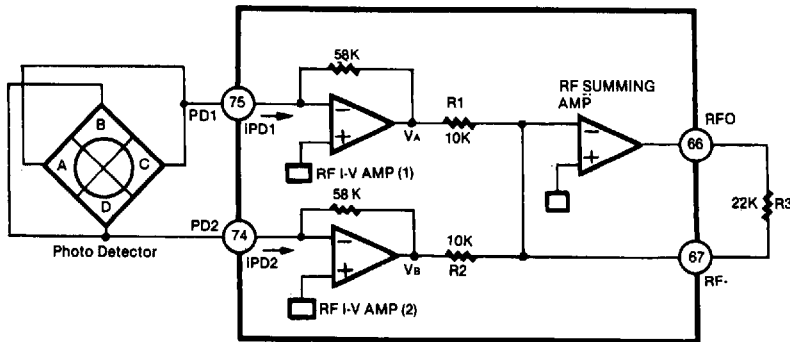 58K
RF SUMMING
AMP
B
A
C
D
PD1
75
iPD1
VA
R1
10K
RFO
66
RF I-V AMP (1)
58 K
22K
R3
PD2
74
iPD2
Photo Detector
VB
10K
R2
67
RF-
RF I-V AMP (2)